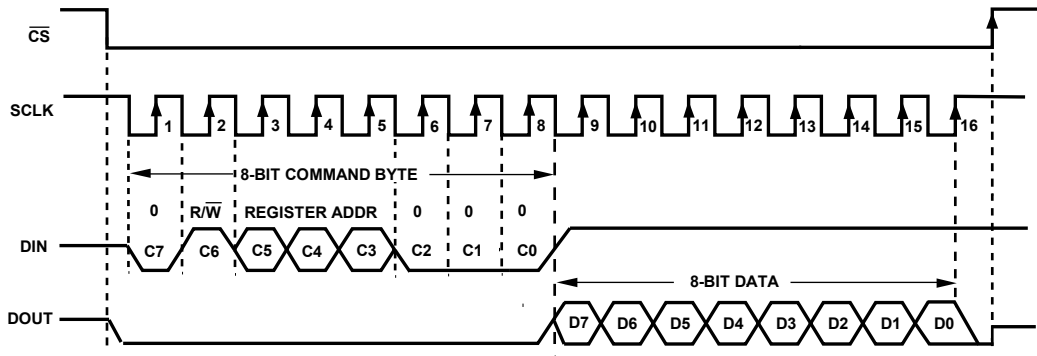 CS
SCLK
1 2 3 4 5 6 7 8 9 10 11 12 13 14 15 16
8-BIT COMMAND BYTE
0 R/W REGISTER ADDR 0 0 0
DIN C7 C6 C5 C4 C3 C2 C1 C0
8-BIT DATA
DOUT D7 D6 D5 D4 D3 D2 D1 D0